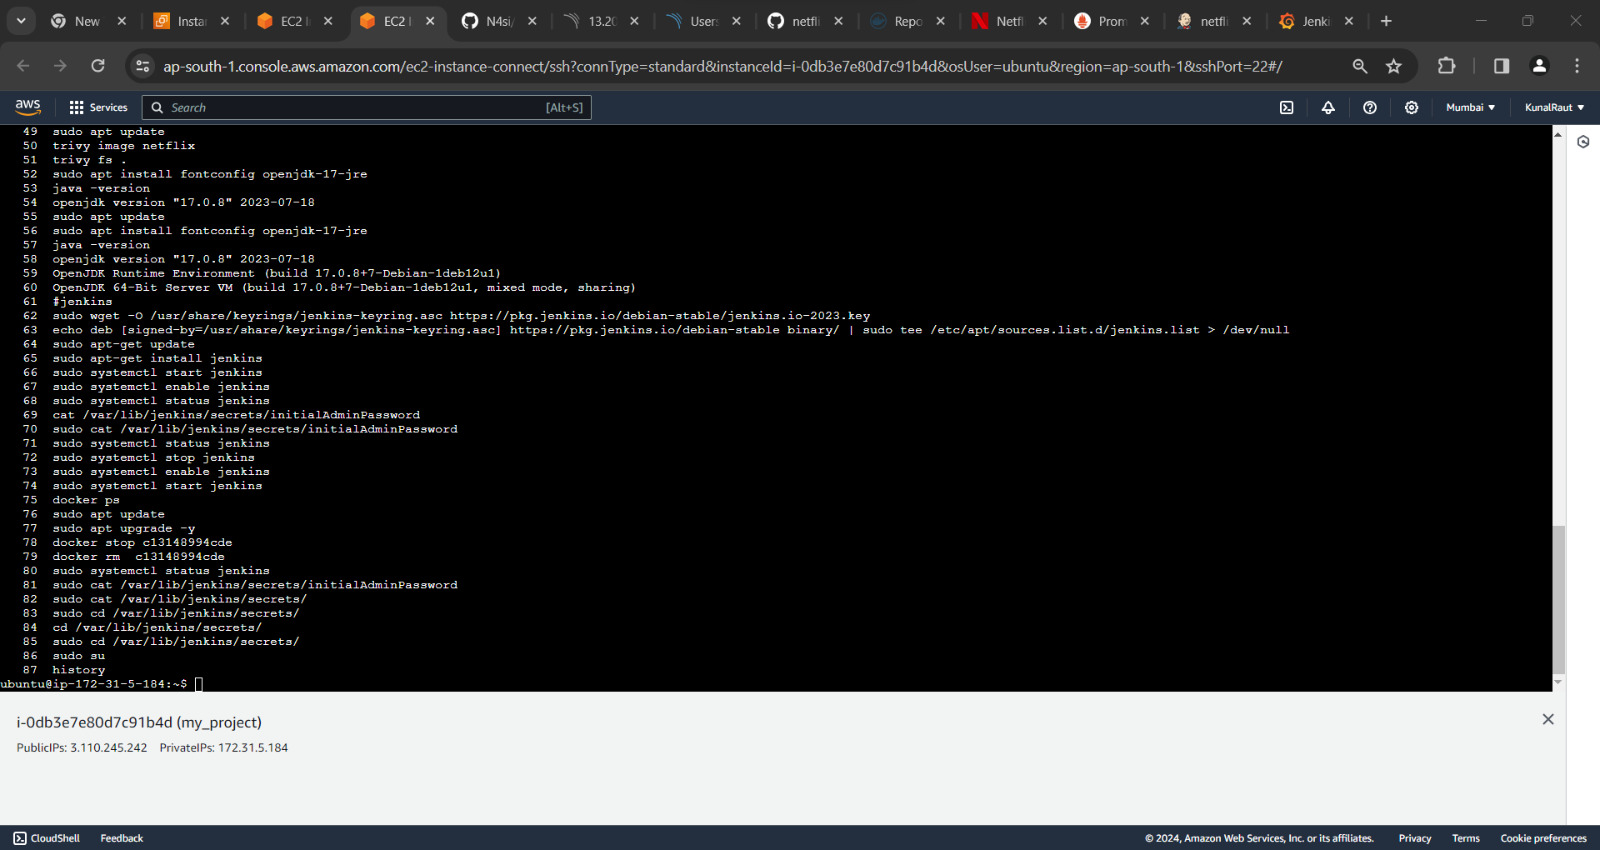 New
Instan
EC2 I
EC2 I
N4si/
13.20
Users
netfli
Repo
Netfl
Prom
netfli
Jenki
ap-south-1.console.aws.amazon.com/ec2-instance-connect/ssh?connType=standard&instanceId=i-0db3e7e80d7c91b4d&osUser=ubuntu&region=ap-south-1&sshPort=22#/
aws
Services
Search
[Alt+S]
Mumbai
KunalRaut
49 sudo apt update
50 trivy image netflix
51 trivy fs .
52 sudo apt install fontconfig openjdk-17-jre
53 java -version
54 openjdk version "17.0.8" 2023-07-18
55 sudo apt update
56 sudo apt install fontconfig openjdk-17-jre
57 java -version
58 openjdk version "17.0.8" 2023-07-18
59 OpenJDK Runtime Environment (build 17.0.8+7-Debian-1deb12u1)
60 OpenJDK 64-Bit Server VM (build 17.0.8+7-Debian-1deb12u1, mixed mode, sharing)
61 #jenkins
62 sudo wget -O /usr/share/keyrings/jenkins-keyring.asc https://pkg.jenkins.io/debian-stable/jenkins.io-2023.key
63 echo deb [signed-by=/usr/share/keyrings/jenkins-keyring.asc] https://pkg.jenkins.io/debian-stable binary/ | sudo tee /etc/apt/sources.list.d/jenkins.list > /dev/null
64 sudo apt-get update
65 sudo apt-get install jenkins
66 sudo systemctl start jenkins
67 sudo systemctl enable jenkins
68 sudo systemctl status jenkins
69 cat /var/lib/jenkins/secrets/initialAdminPassword
70 sudo cat /var/lib/jenkins/secrets/initialAdminPassword
71 sudo systemctl status jenkins
72 sudo systemctl stop jenkins
73 sudo systemctl enable jenkins
74 sudo systemctl start jenkins
75 docker ps
76 sudo apt update
77 sudo apt upgrade -y
78 docker stop c13148994cde
79 docker rm  c13148994cde
80 sudo systemctl status jenkins
81 sudo cat /var/lib/jenkins/secrets/initialAdminPassword
82 sudo cat /var/lib/jenkins/secrets/
83 sudo cd /var/lib/jenkins/secrets/
84 cd /var/lib/jenkins/secrets/
85 sudo cd /var/lib/jenkins/secrets/
86 sudo su
87 history
ubuntu@ip-172-31-5-184:~$
i-0db3e7e80d7c91b4d (my_project)
PublicIPs: 3.110.245.242 PrivateIPs: 172.31.5.184
CloudShell
Feedback
© 2024, Amazon Web Services, Inc. or its affiliates.
Privacy
Terms
Cookie preferences